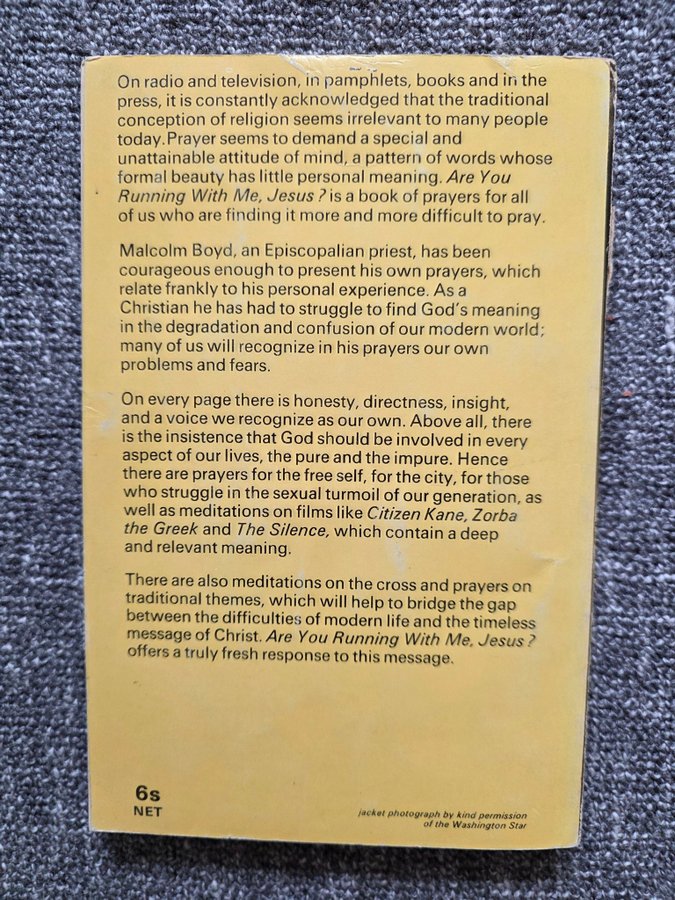 On radio and television, in pamphlets, books and in the
press, it is constantly acknowledged that the traditional
conception of religion seems irrelevant to many people
today.Prayer seems to demand a special and
unattainable attitude of mind, a pattern of words whose
formal beauty has little personal meaning. Are You
Running With Me, Jesus ? is a book of prayers for all
of us who are finding it more and more difficult to pray.
Malcolm Boyd, an Episcopalian priest, has been
courageous enough to present his own prayers, which
relate frankly to his personal experience. As a
Christian he has had to struggle to find God's meaning
in the degradation and confusion of our modern world;
many of us will recognize in his prayers our own
problems and fears.
On every page there is honesty, directness, insight,
and a voice we recognize as our own. Above all, there
is the insistence that God should be involved in every
aspect of our lives, the pure and the impure. Hence
there are prayers for the free self, for the city, for those
who struggle in the sexual turmoil of our generation, as
well as meditations on films like Citizen Kane, Zorba
the Greek and The Silence, which contain a deep
and relevant meaning.
There are also meditations on the cross and prayers on
traditional themes, which will help to bridge the gap
between the difficulties of modern life and the timeless
message of Christ. Are You Running With Me, Jesus ?
offers a truly fresh response to this message.
6s
NET
jacket photograph by kind permission
of the Washington Star